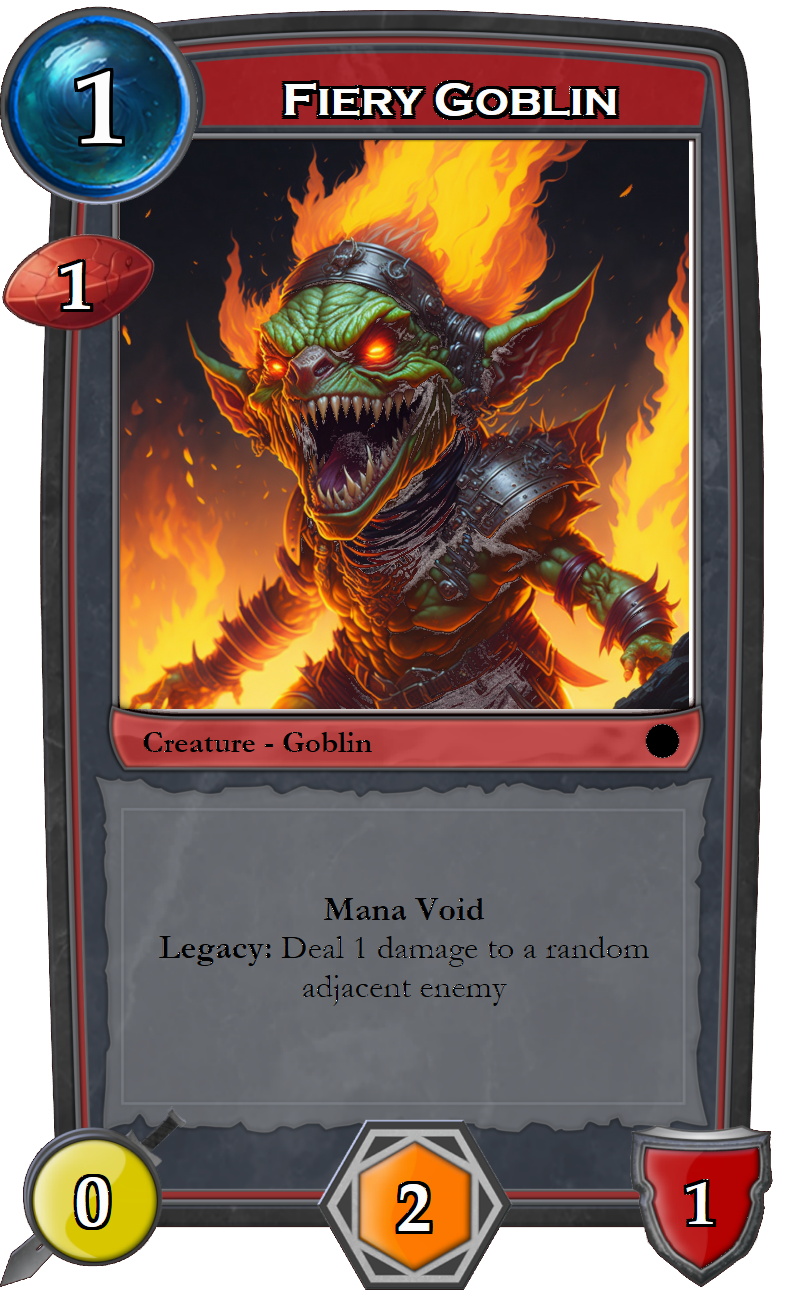 1
Fiery Goblin
1
Creature - Goblin
Mana Void
Legacy: Deal 1 damage to a random
adjacent enemy
0
2
1